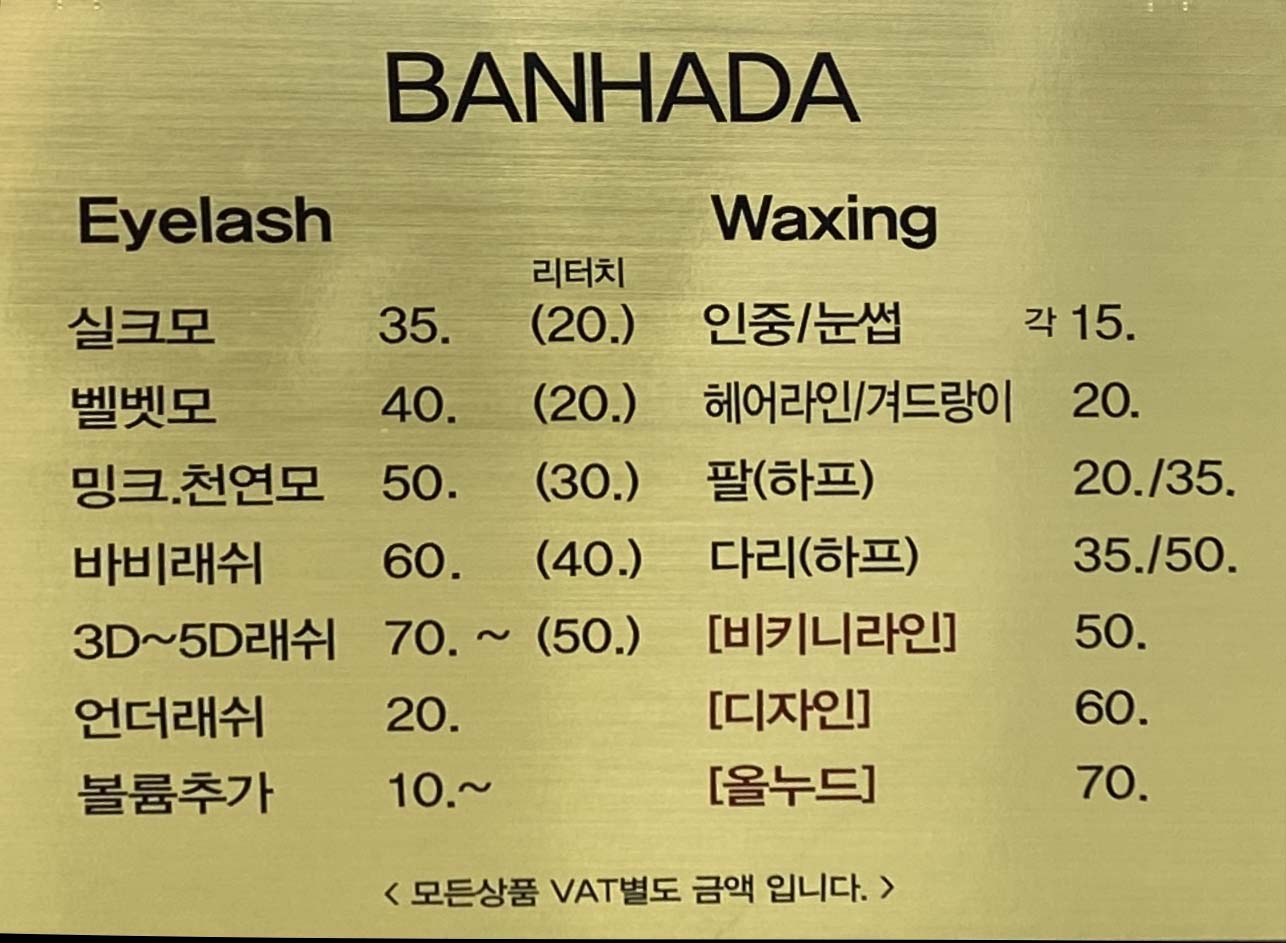 BANHADA
Eyelash
리터치
실크모 35. (20.)
벨벳모 40. (20.)
밍크.천연모 50. (30.)
바비래쉬 60. (40.)
3D~5D래쉬 70. ~ (50.)
언더래쉬 20.
볼륨추가 10.~
Waxing
인중/눈썹 각 15.
헤어라인/겨드랑이 20.
팔(하프) 20./35.
다리(하프) 35./50.
[비키니라인] 50.
[디자인] 60.
[올누드] 70.
< 모든상품 VAT별도 금액 입니다. >